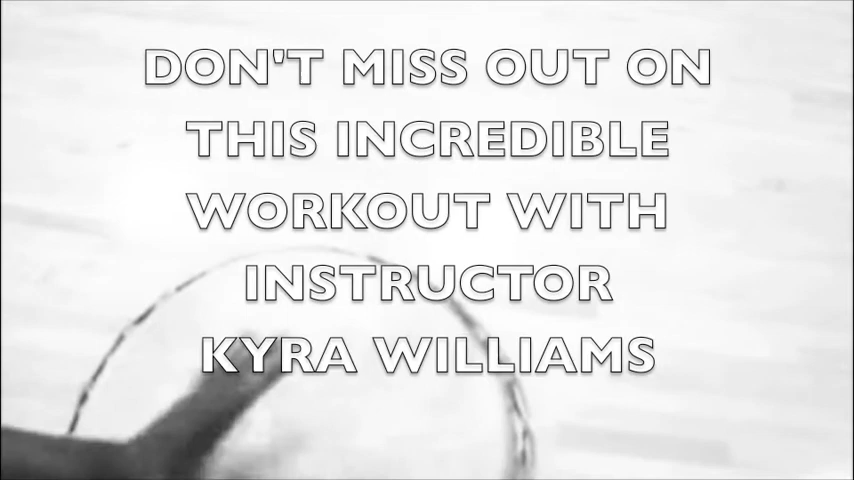 DON'T MISS OUT ON
THIS INCREDIBLE
WORKOUT WITH
INSTRUCTOR
KYRA WILLIAMS